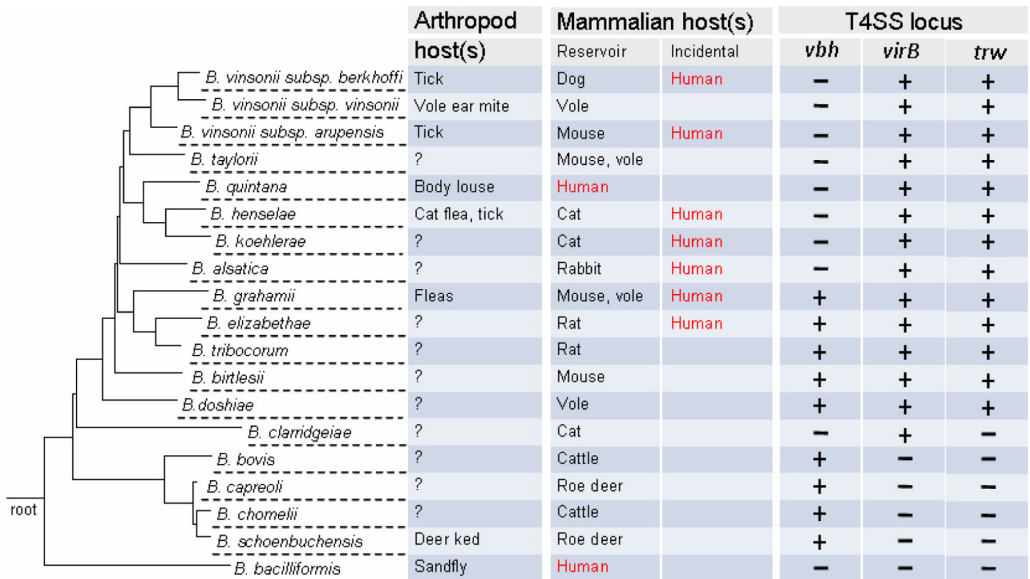 Arthropod Mammalian host(s) T4SS locus
host(s) Reservoir Incidental vbh virB trw
B. vinsonii subsp. berkhoffi Tick Dog Human − + +
B. vinsonii subsp. vinsonii Vole ear mite Vole − + +
B. vinsonii subsp. arupensis Tick Mouse Human − + +
B. taylorii ? Mouse, vole − + +
B. quintana Body louse Human − + +
B. henselae Cat flea, tick Cat Human − + +
B. koehlerae ? Cat Human − + +
B. alsatica ? Rabbit Human − + +
B. grahamii Fleas Mouse, vole Human + + +
B. elizabethae ? Rat Human + + +
B. tribocorum ? Rat + + +
B. birtlesii ? Mouse + + +
B.doshiae ? Vole + + +
B. clarridgeiae ? Cat − + −
B. bovis ? Cattle + − −
B. capreoli ? Roe deer + − −
root B. chomelii ? Cattle + − −
B. schoenbuchensis Deer ked Roe deer + − −
B. bacilliformis Sandfly Human − − −